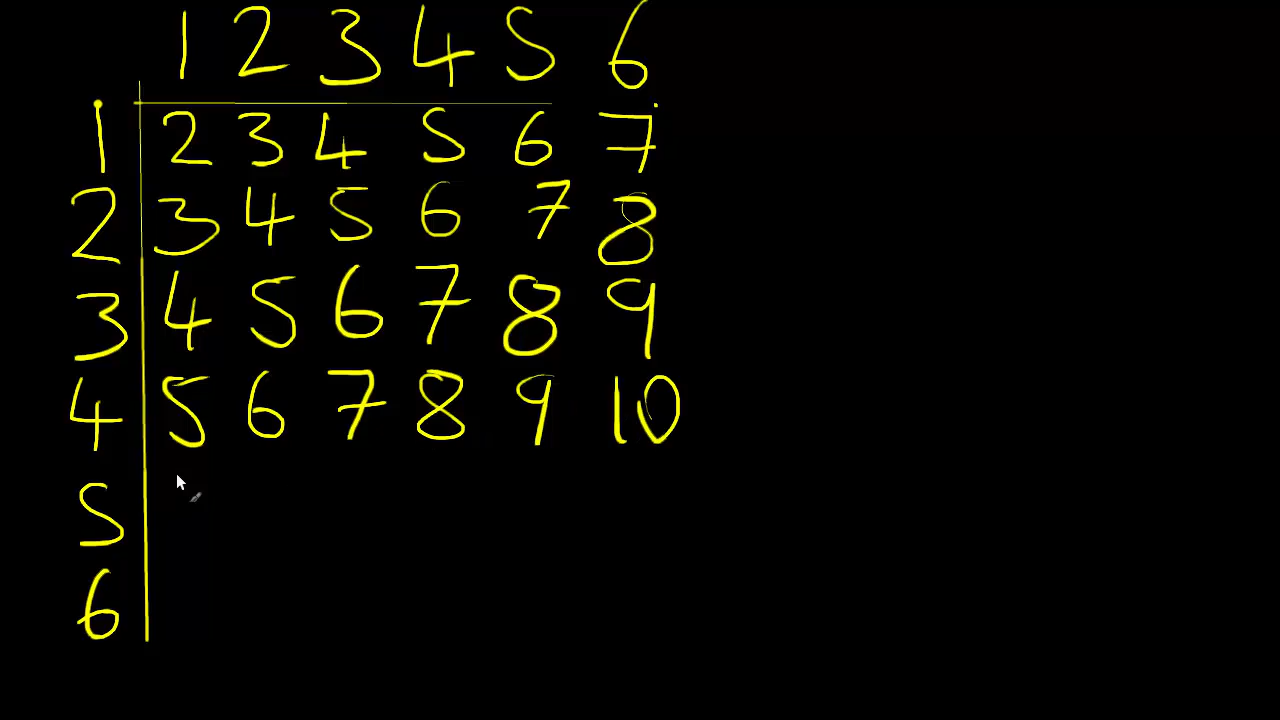 1 2 3 4 5 6
1 2 3 4 5 6 7
2 3 4 5 6 7 8
3 4 5 6 7 8 9
4 5 6 7 8 9 10
5
6